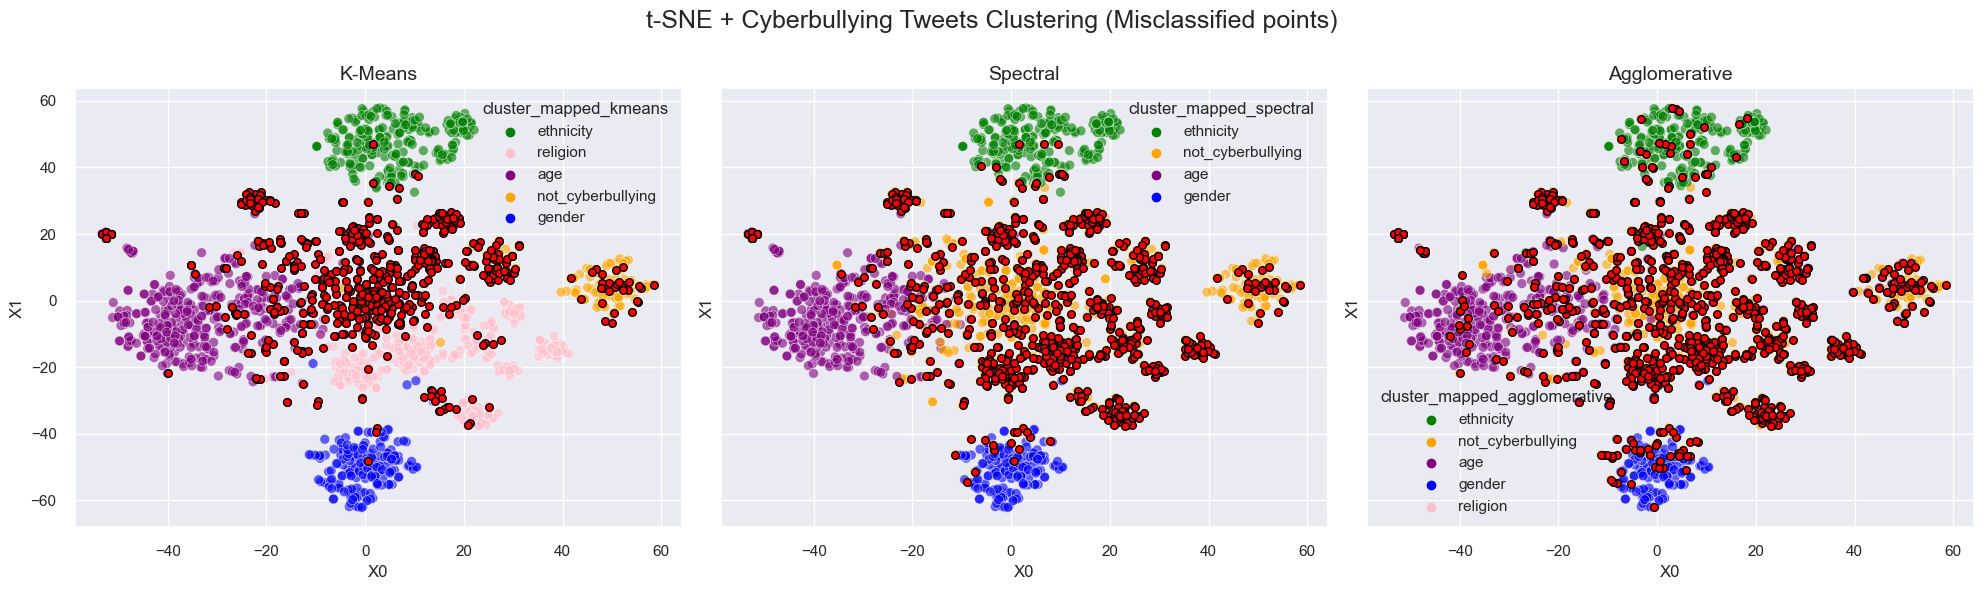 t-SNE + Cyberbullying Tweets Clustering (Misclassified points)
K-Means
60
40
20
0
−20
−40
−60
X1
cluster_mapped_kmeans
ethnicity
religion
age
not_cyberbullying
gender
−40 −20 0 20 40 60
X0
Spectral
X1
cluster_mapped_spectral
ethnicity
not_cyberbullying
age
gender
−40 −20 0 20 40 60
X0
Agglomerative
X1
cluster_mapped_agglomerative
ethnicity
not_cyberbullying
age
gender
religion
−40 −20 0 20 40 60
X0